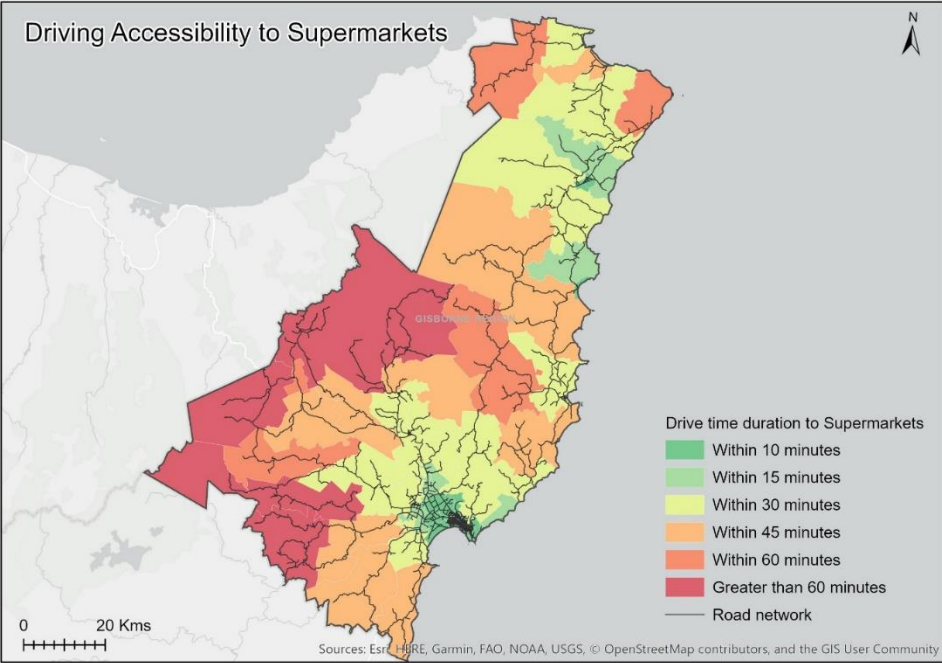 Driving Accessibility to Supermarkets
N
GISBORNE REGION
Drive time duration to Supermarkets
Within 10 minutes
Within 15 minutes
Within 30 minutes
Within 45 minutes
Within 60 minutes
Greater than 60 minutes
Road network
0 20 Kms
Sources: Esri, HERE, Garmin, FAO, NOAA, USGS, © OpenStreetMap contributors, and the GIS User Community